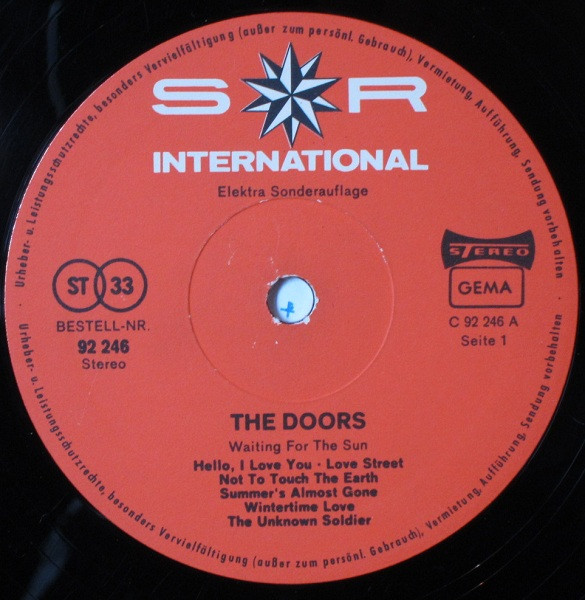 Urheber- u. Leistungsschutzrechte, besonders Vervielfältigung (außer zum persönl. Gebrauch), Vermietung, Aufführung, Sendung vorbehalten
S R
INTERNATIONAL
Elektra Sonderauflage
ST 33
BESTELL-NR.
92 246
Stereo
STEREO
GEMA
C 92 246 A
Seite 1
THE DOORS
Waiting For The Sun
Hello, I Love You · Love Street
Not To Touch The Earth
Summer's Almost Gone
Wintertime Love
The Unknown Soldier
Urheber- u. Leistungsschutzrechte, besonders Vervielfältigung (außer zum persönl. Gebrauch), Vermietung, Aufführung, Sendung vorbehalten